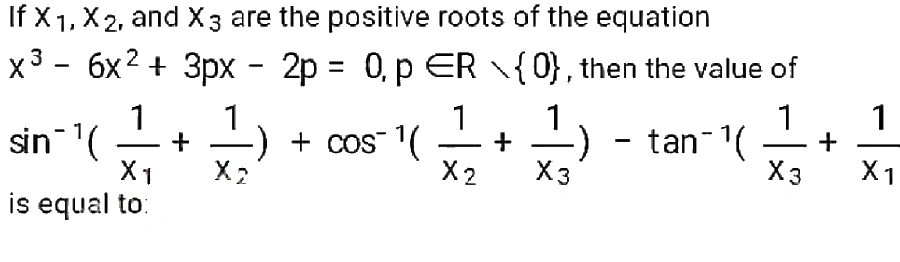 If x₁, x₂, and x₃ are the positive roots of the equation
x³ − 6x² + 3px − 2p = 0, p ∈R ∖{0}, then the value of
sin⁻¹( 1/x₁ + 1/x₂ ) + cos⁻¹( 1/x₂ + 1/x₃ ) − tan⁻¹( 1/x₃ + 1/x₁
is equal to: